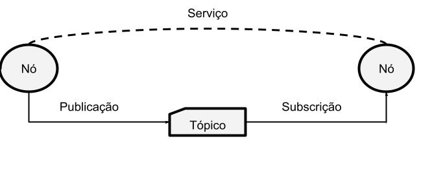 Serviço
Nó
Nó
Publicação
Subscrição
Tópico